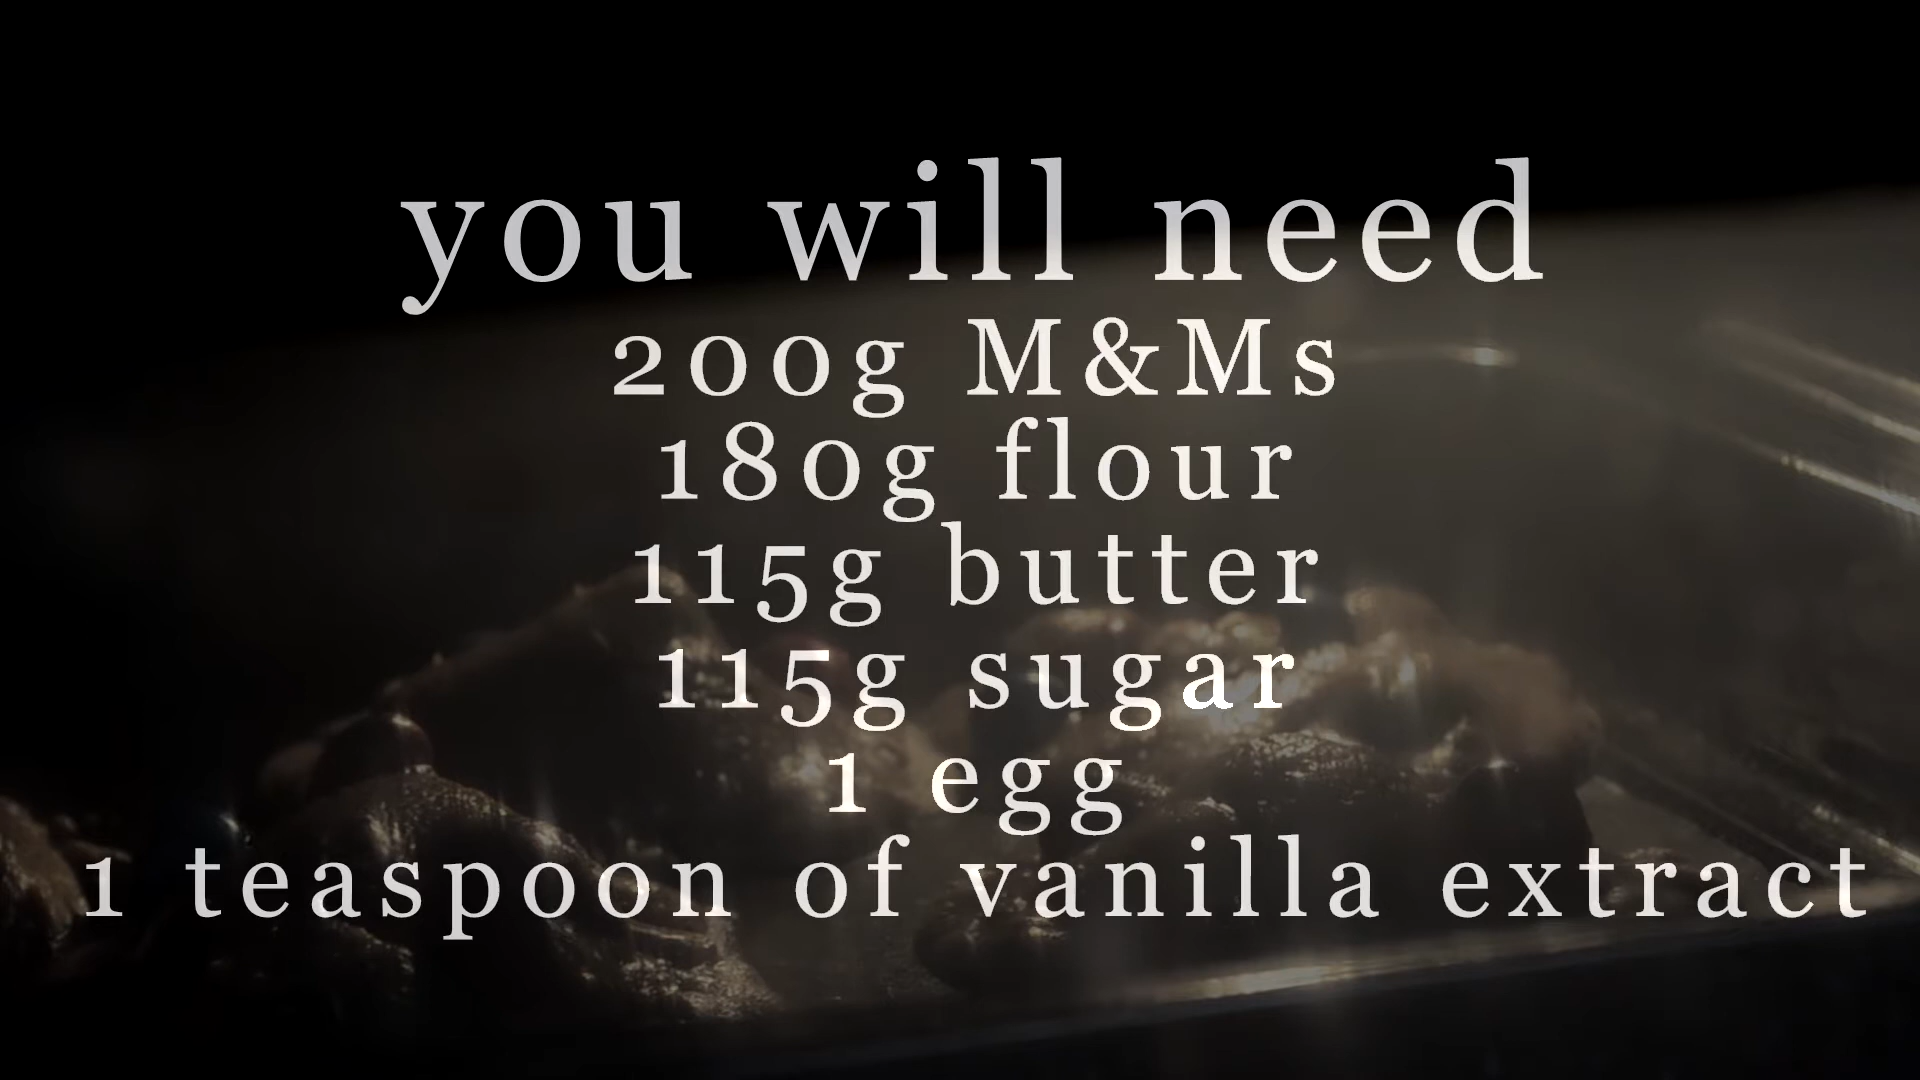 you will need
200g M&Ms
180g flour
115g butter
115g sugar
1 egg
1 teaspoon of vanilla extract